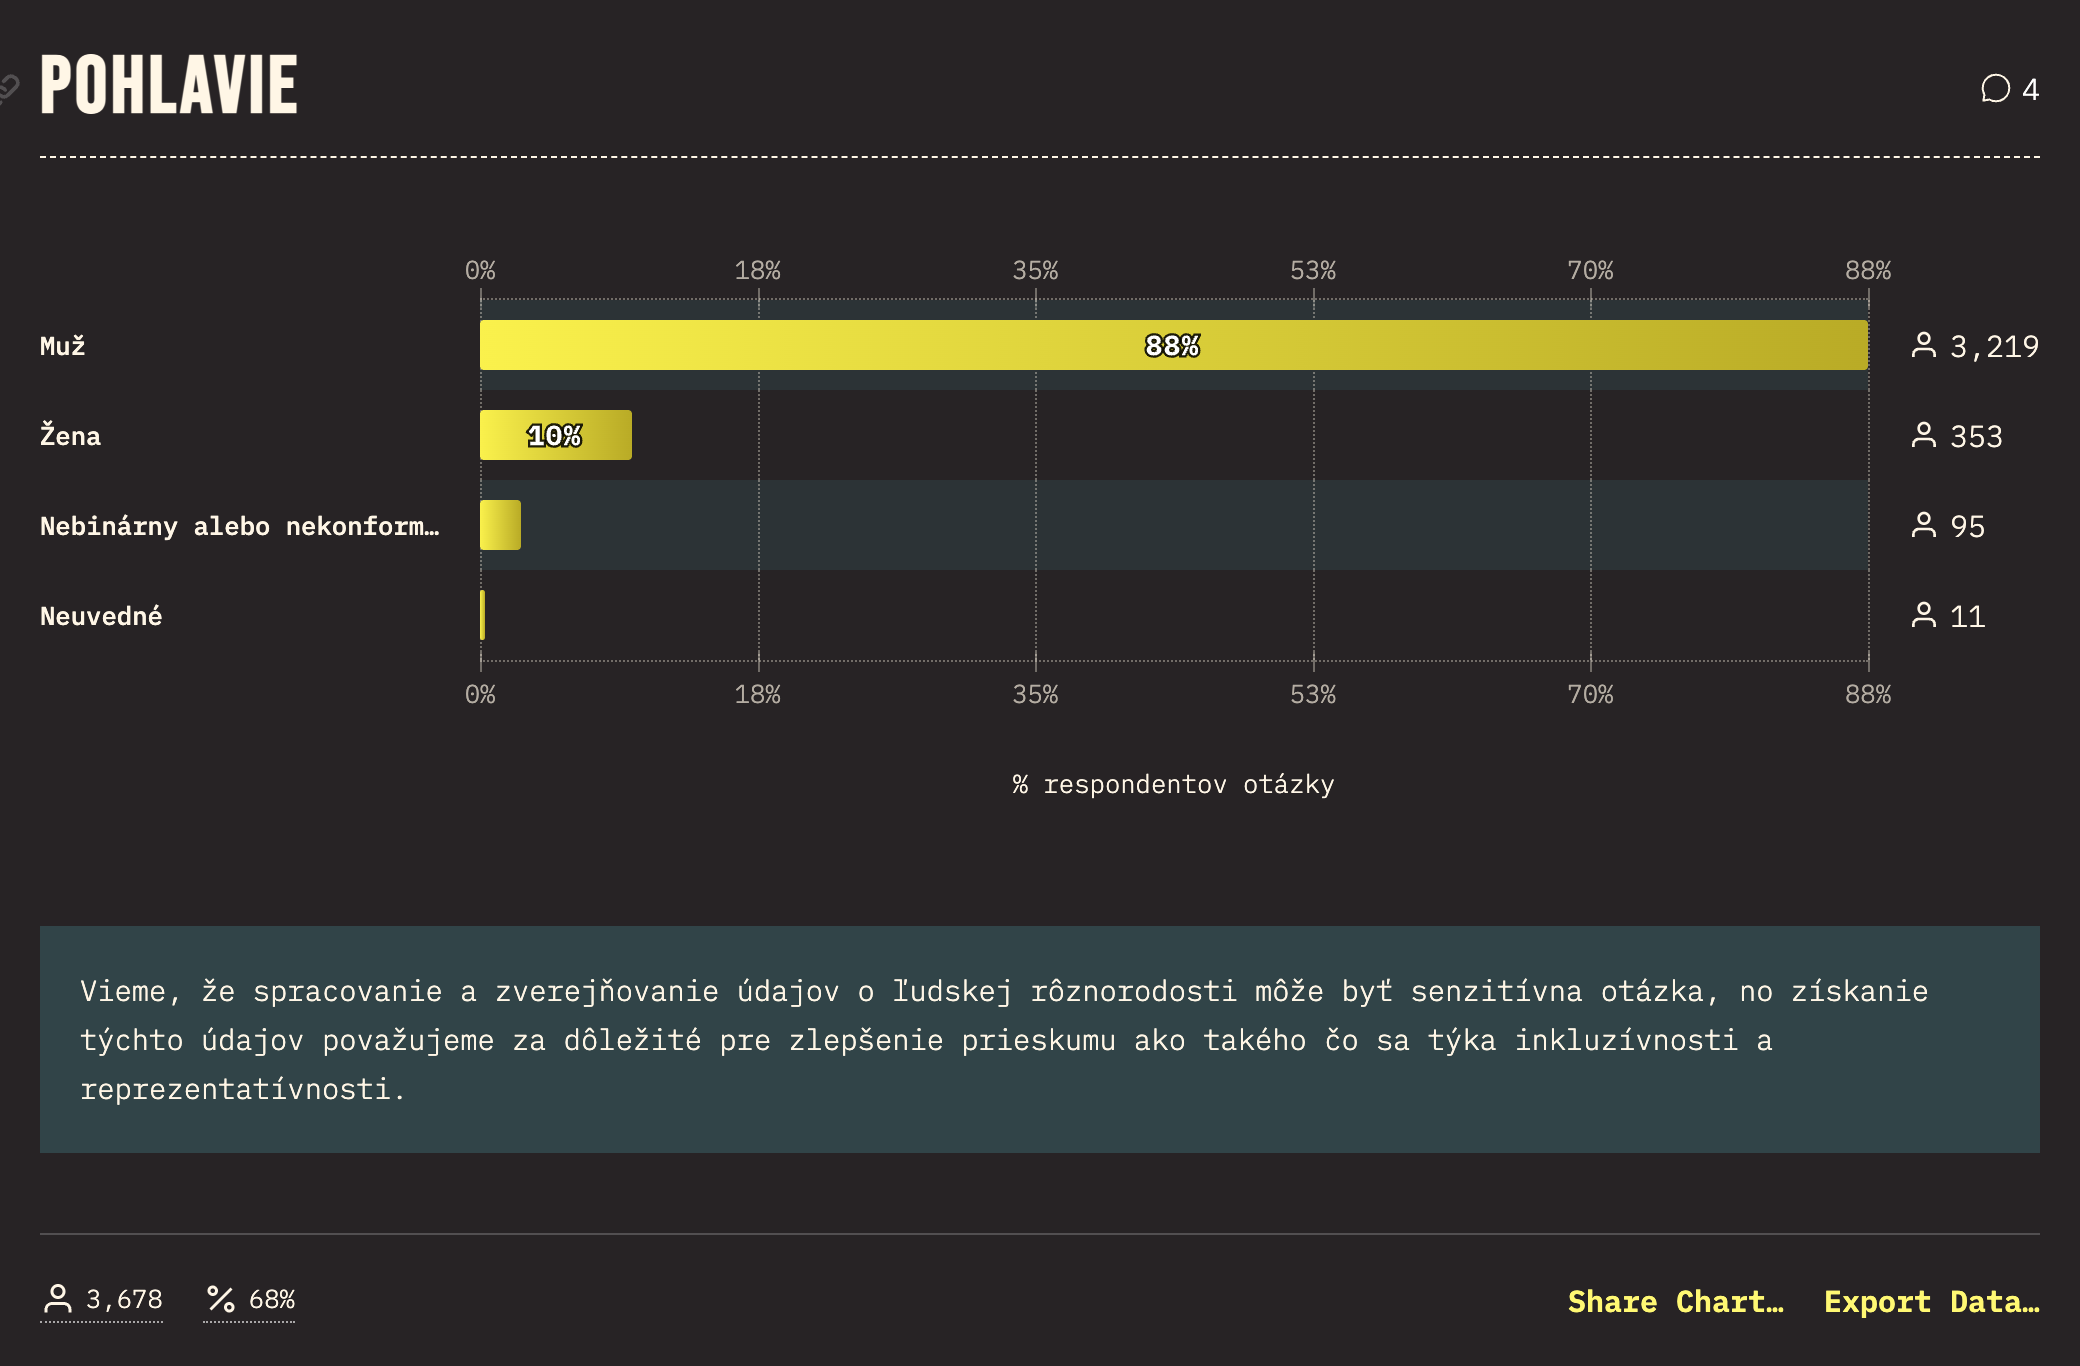 POHLAVIE
4
0% 18% 35% 53% 70% 88%
Muž 88% 3,219
Žena 10% 353
Nebinárny alebo nekonform… 95
Neuvedné 11
0% 18% 35% 53% 70% 88%
% respondentov otázky
Vieme, že spracovanie a zverejňovanie údajov o ľudskej rôznorodosti môže byť senzitívna otázka, no získanie
týchto údajov považujeme za dôležité pre zlepšenie prieskumu ako takého čo sa týka inkluzívnosti a
reprezentatívnosti.
3,678 68% Share Chart… Export Data…